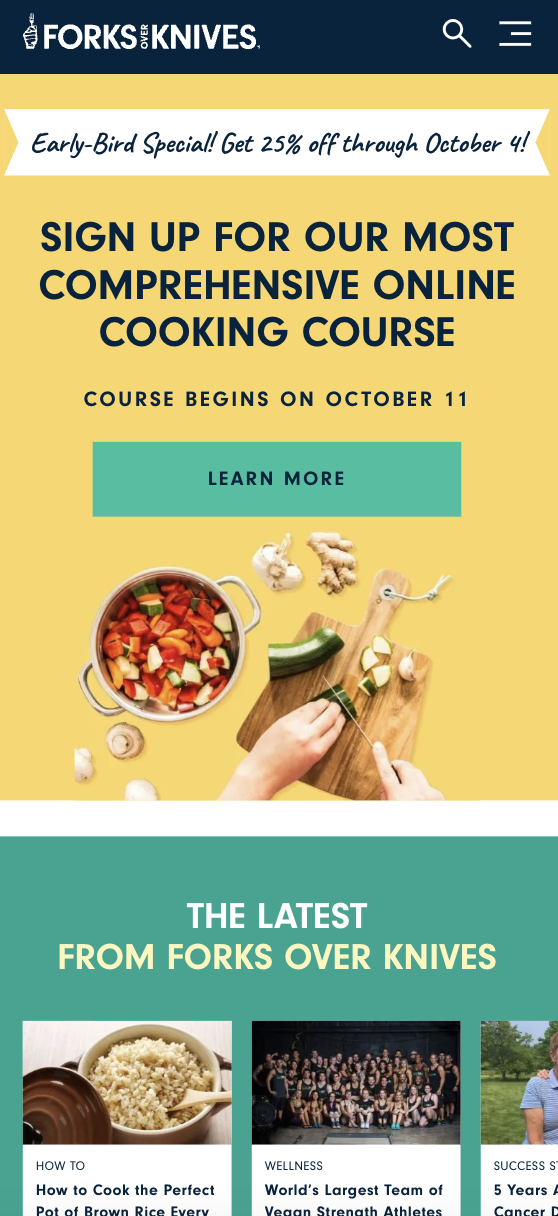 FORKS OVER KNIVES
Early-Bird Special! Get 25% off through October 4!
SIGN UP FOR OUR MOST
COMPREHENSIVE ONLINE
COOKING COURSE
COURSE BEGINS ON OCTOBER 11
LEARN MORE
THE LATEST
FROM FORKS OVER KNIVES
HOW TO
How to Cook the Perfect
Pot of Brown Rice Every
WELLNESS
World's Largest Team of
Vegan Strength Athletes
SUCCESS
5 Years
Cancer